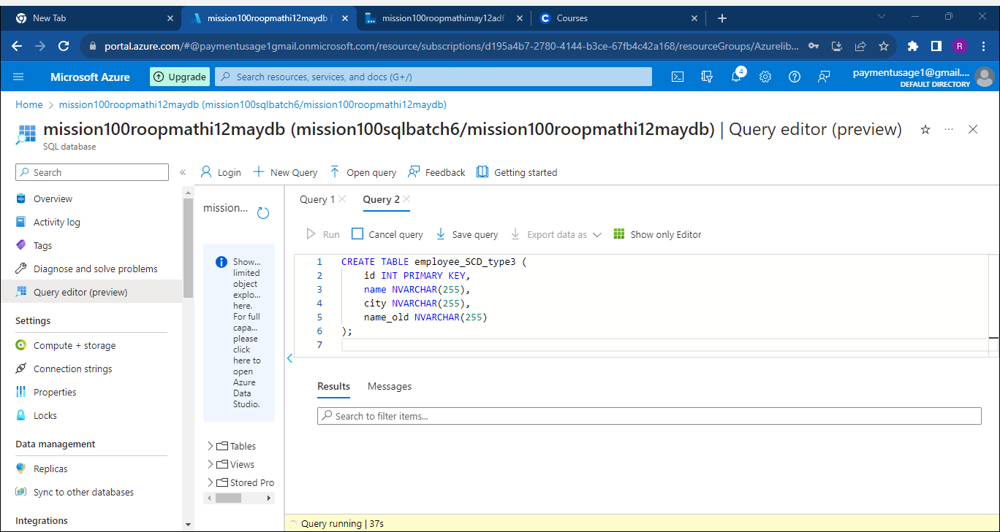 New Tab
mission100roopmathi12maydb (
mission100roopmathimay12adf
Courses
portal.azure.com/#@paymentusage1gmail.onmicrosoft.com/resource/subscriptions/d195a4b7-2780-4144-b3ce-67fb4c42a168/resourceGroups/Azurelib...
R
Microsoft Azure
Upgrade
Search resources, services, and docs (G+/)
4
paymentusage1@gmail....
DEFAULT DIRECTORY
Home > mission100roopmathi12maydb (mission100sqlbatch6/mission100roopmathi12maydb)
mission100roopmathi12maydb (mission100sqlbatch6/mission100roopmathi12maydb) | Query editor (preview)
SQL database
Search
Login
New Query
Open query
Feedback
Getting started
Overview
Activity log
Tags
Diagnose and solve problems
Query editor (preview)
Settings
Compute + storage
Connection strings
Properties
Locks
Data management
Replicas
Sync to other databases
Integrations
mission...
Show...
limited
object
explo...
here.
For full
capa...
please
click
here to
open
Azure
Data
Studio.
Tables
Views
Stored Pro
Query 1
Query 2
Run
Cancel query
Save query
Export data as
Show only Editor
1 CREATE TABLE employee_SCD_type3 (
2 id INT PRIMARY KEY,
3 name NVARCHAR(255),
4 city NVARCHAR(255),
5 name_old NVARCHAR(255)
6 );
7
Results
Messages
Search to filter items...
Query running | 37s